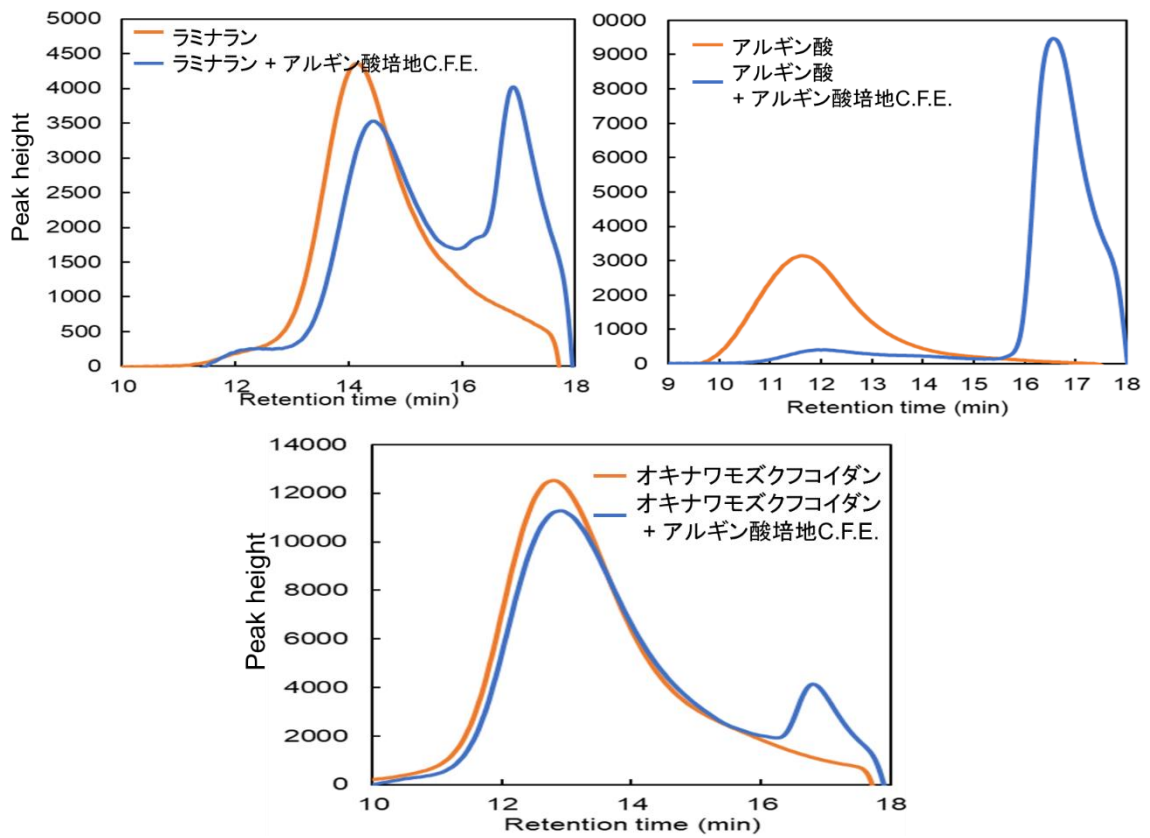 5000
4500
4000
3500
3000
2500
2000
1500
1000
500
0
Peak height
ラミナラン
ラミナラン + アルギン酸培地C.F.E.
10 12 14 16 18
Retention time (min)
0000
9000
8000
7000
6000
5000
4000
3000
2000
1000
0
アルギン酸
アルギン酸
+ アルギン酸培地C.F.E.
9 10 11 12 13 14 15 16 17 18
Retention time (min)
14000
12000
10000
8000
6000
4000
2000
0
Peak height
オキナワモズクフコイダン
オキナワモズクフコイダン
+ アルギン酸培地C.F.E.
10 12 14 16 18
Retention time (min)